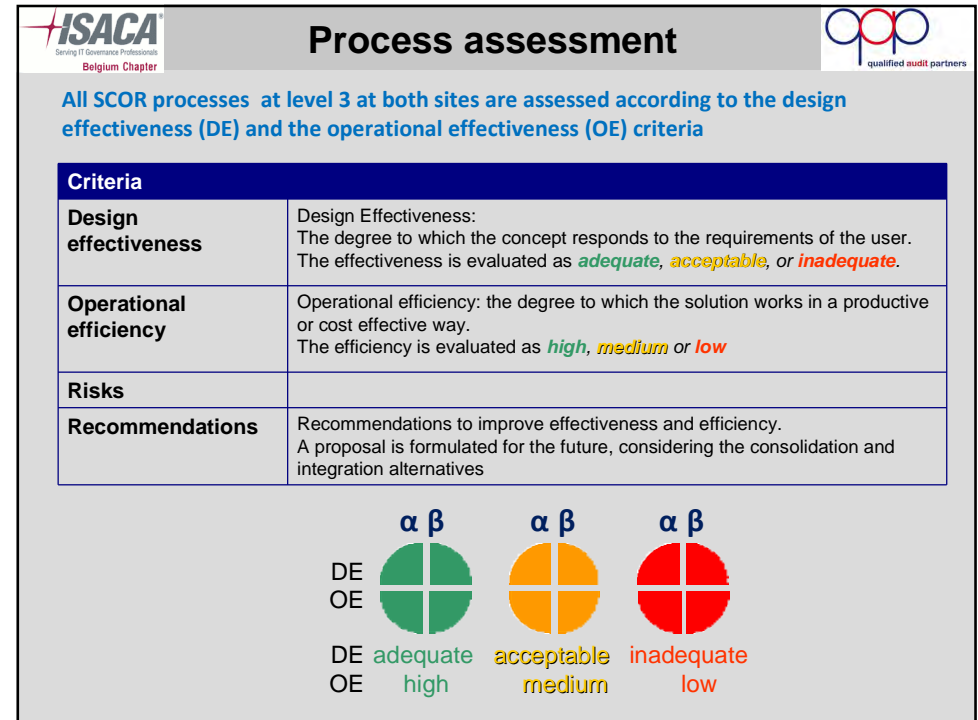 ISACA®
Serving IT Governance Professionals
Belgium Chapter
Process assessment
qap
qualified audit partners
All SCOR processes at level 3 at both sites are assessed according to the design
effectiveness (DE) and the operational effectiveness (OE) criteria
Criteria
Design
effectiveness
Design Effectiveness:
The degree to which the concept responds to the requirements of the user.
The effectiveness is evaluated as adequate, acceptable, or inadequate.
Operational
efficiency
Operational efficiency: the degree to which the solution works in a productive
or cost effective way.
The efficiency is evaluated as high, medium or low
Risks
Recommendations
Recommendations to improve effectiveness and efficiency.
A proposal is formulated for the future, considering the consolidation and
integration alternatives
α β α β α β
DE
OE
DE adequate acceptable inadequate
OE high medium low